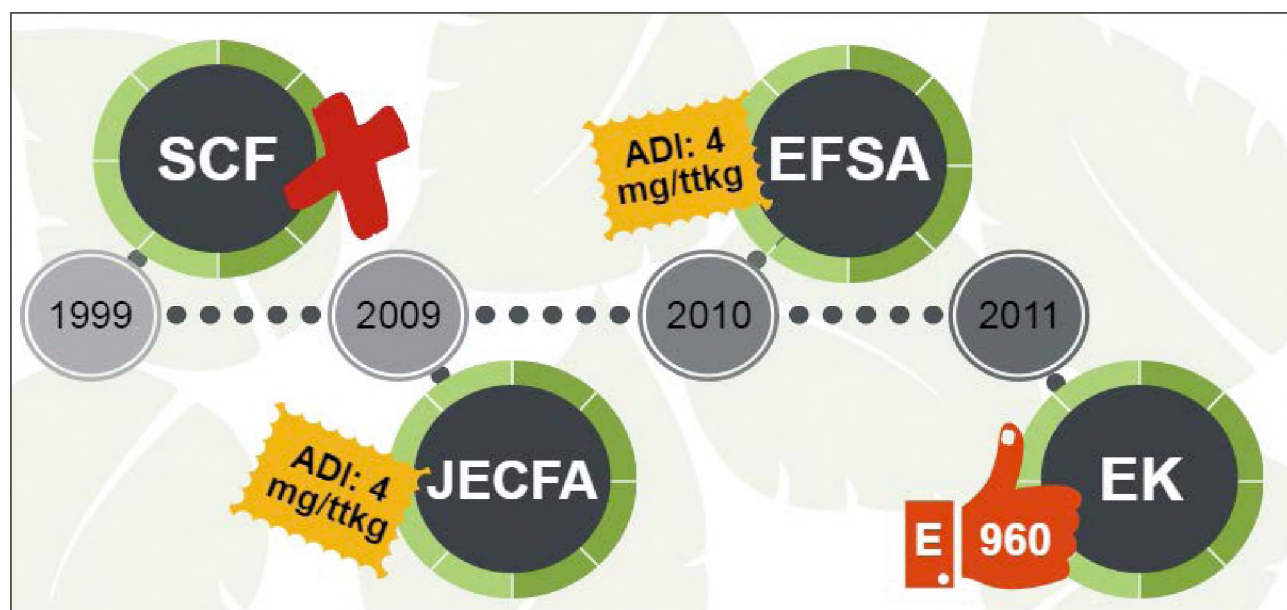 SCF
ADI: 4
mg/ttkg
EFSA
1999
2009
2010
2011
ADI: 4
mg/ttkg
JECFA
E 960
EK